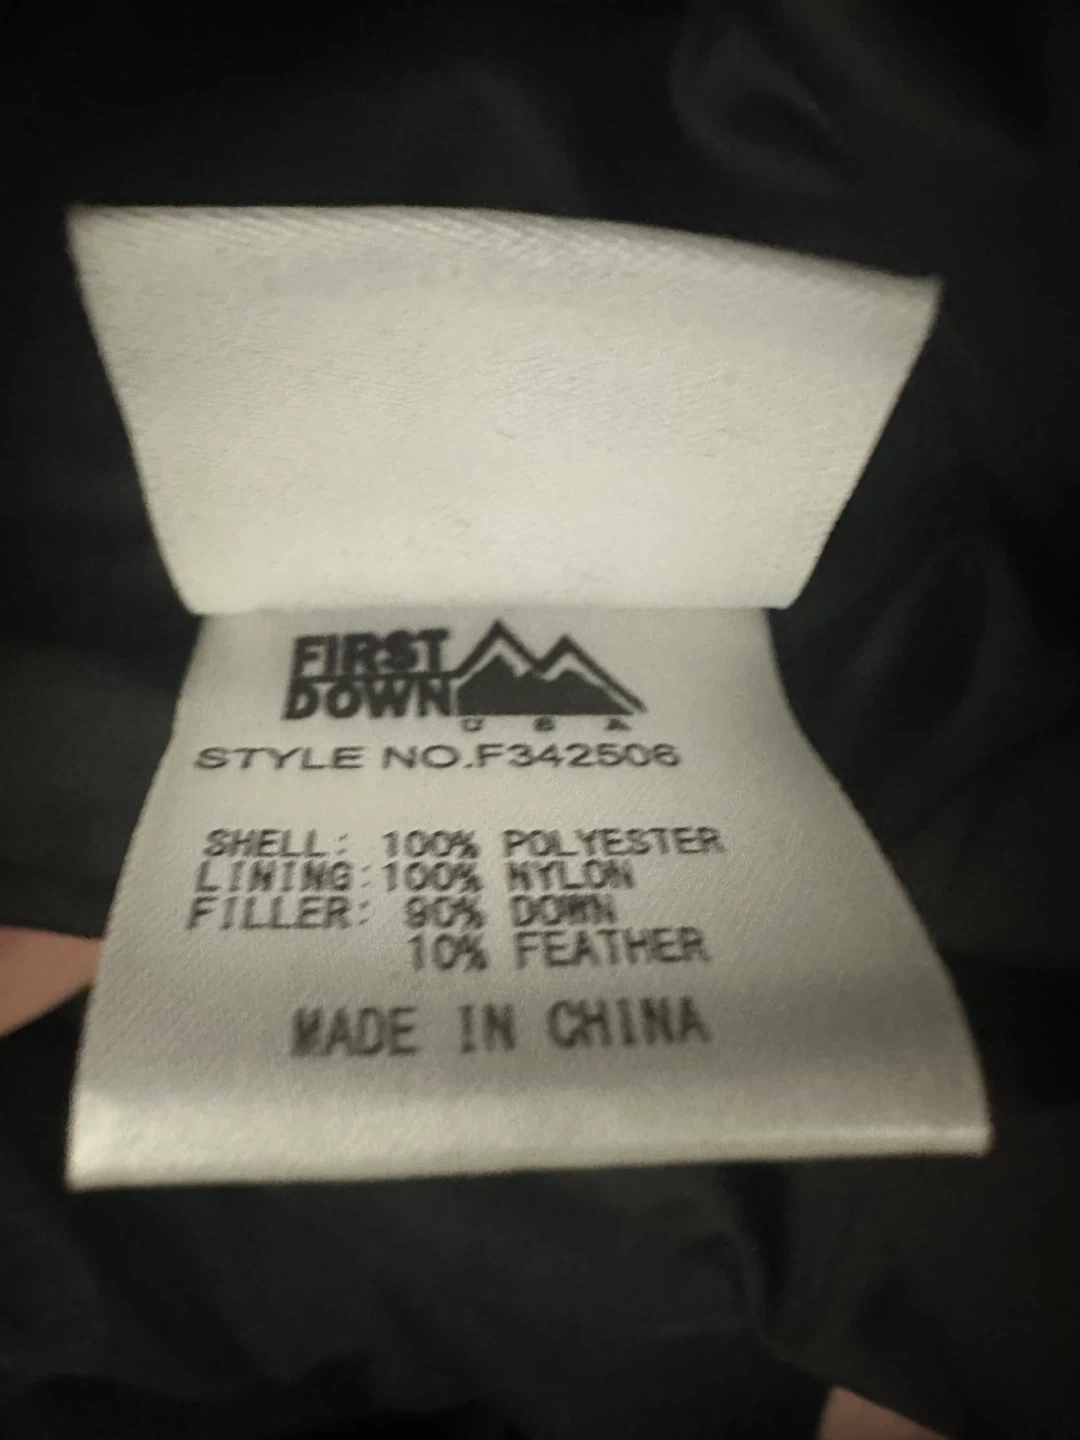 FIRST
DOWN
USA
STYLE NO.F342506
SHELL: 100% POLYESTER
LINING:100% NYLON
FILLER: 90% DOWN
10% FEATHER
MADE IN CHINA